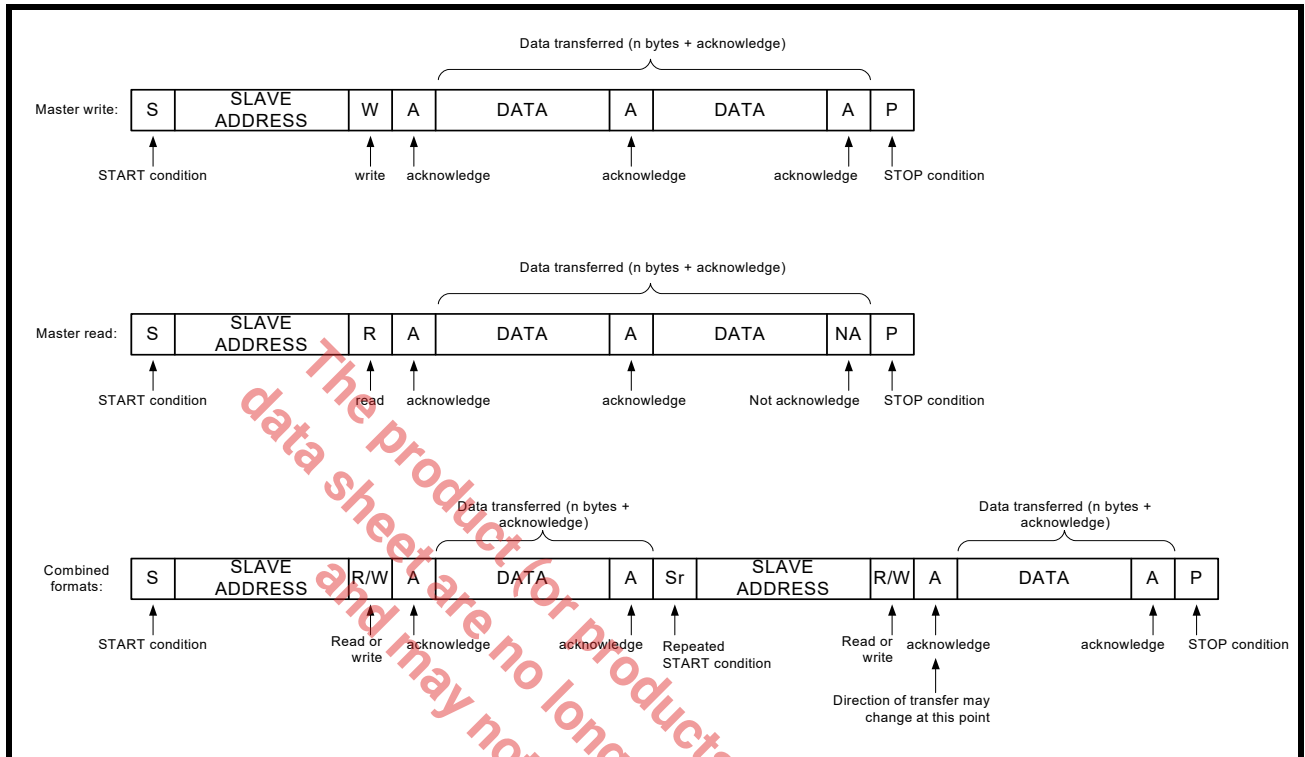 Data transferred (n bytes + acknowledge)
Master write: S SLAVE ADDRESS W A DATA A DATA A P
START condition write acknowledge acknowledge acknowledge STOP condition
Data transferred (n bytes + acknowledge)
Master read: S SLAVE ADDRESS R A DATA A DATA NA P
START condition read acknowledge acknowledge Not acknowledge STOP condition
Data transferred (n bytes + acknowledge)
Data transferred (n bytes + acknowledge)
Combined formats: S SLAVE ADDRESS R/W A DATA A Sr SLAVE ADDRESS R/W A DATA A P
START condition Read or write acknowledge acknowledge Repeated START condition Read or write acknowledge acknowledge STOP condition
Direction of transfer may
change at this point
The product (or products
data sheet are no long
and may not